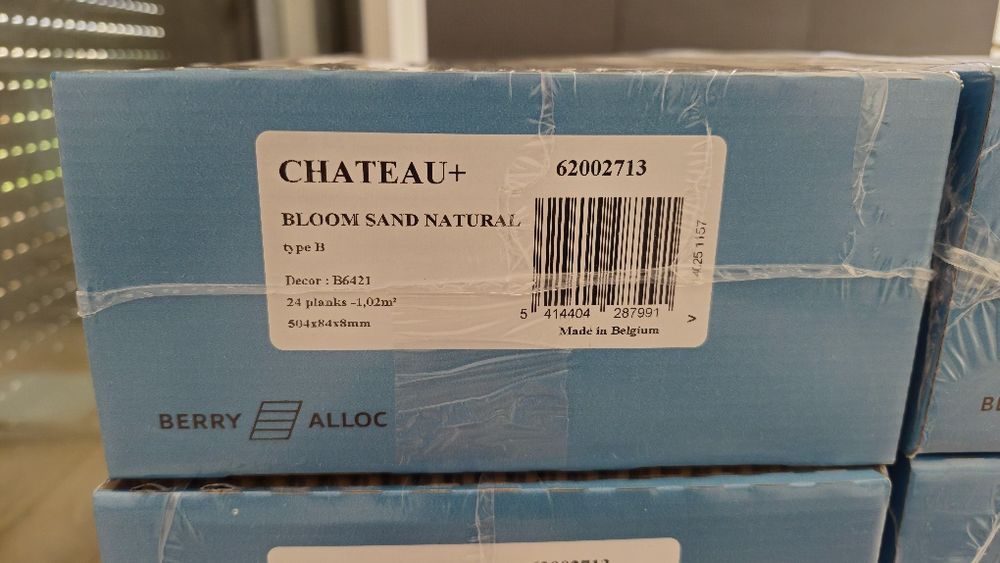 CHATEAU+ 62002713
BLOOM SAND NATURAL
type B
Decor : B6421
24 planks -1,02m²
504x84x8mm
5 414404 287991 >
Made in Belgium
BERRY ALLOC